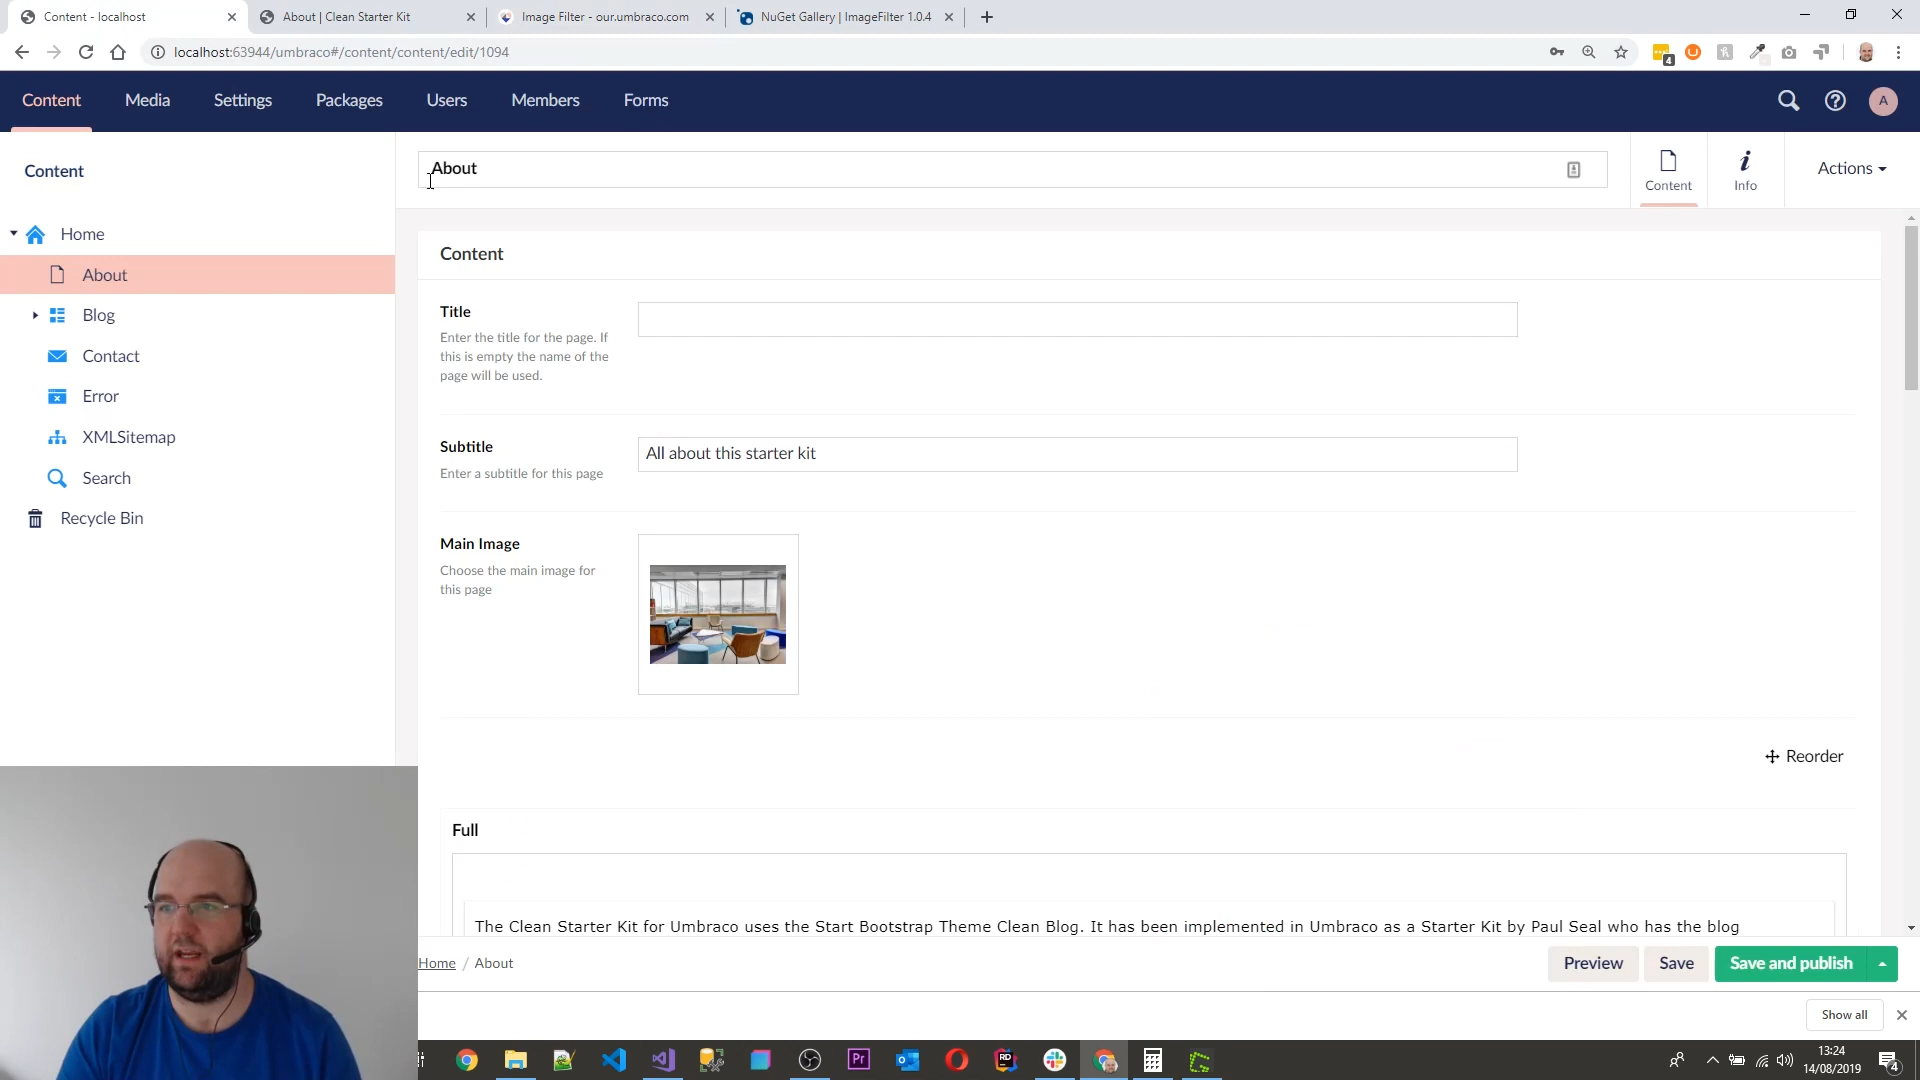 Content - localhost
About | Clean Starter Kit
Image Filter - our.umbraco.com
NuGet Gallery | ImageFilter 1.0.4
localhost:63944/umbraco#/content/content/edit/1094
4
Content
Media
Settings
Packages
Users
Members
Forms
A
Content
About
Content
Info
Actions
Home
About
Blog
Contact
Error
XMLSitemap
Search
Recycle Bin
Content
Title
Enter the title for the page. If
this is empty the name of the
page will be used.
Subtitle
Enter a subtitle for this page
All about this starter kit
Main Image
Choose the main image for
this page
Reorder
Full
The Clean Starter Kit for Umbraco uses the Start Bootstrap Theme Clean Blog. It has been implemented in Umbraco as a Starter Kit by Paul Seal who has the blog
Home / About
Preview
Save
Save and publish
Show all
Pr
RD
13:24
14/08/2019
4